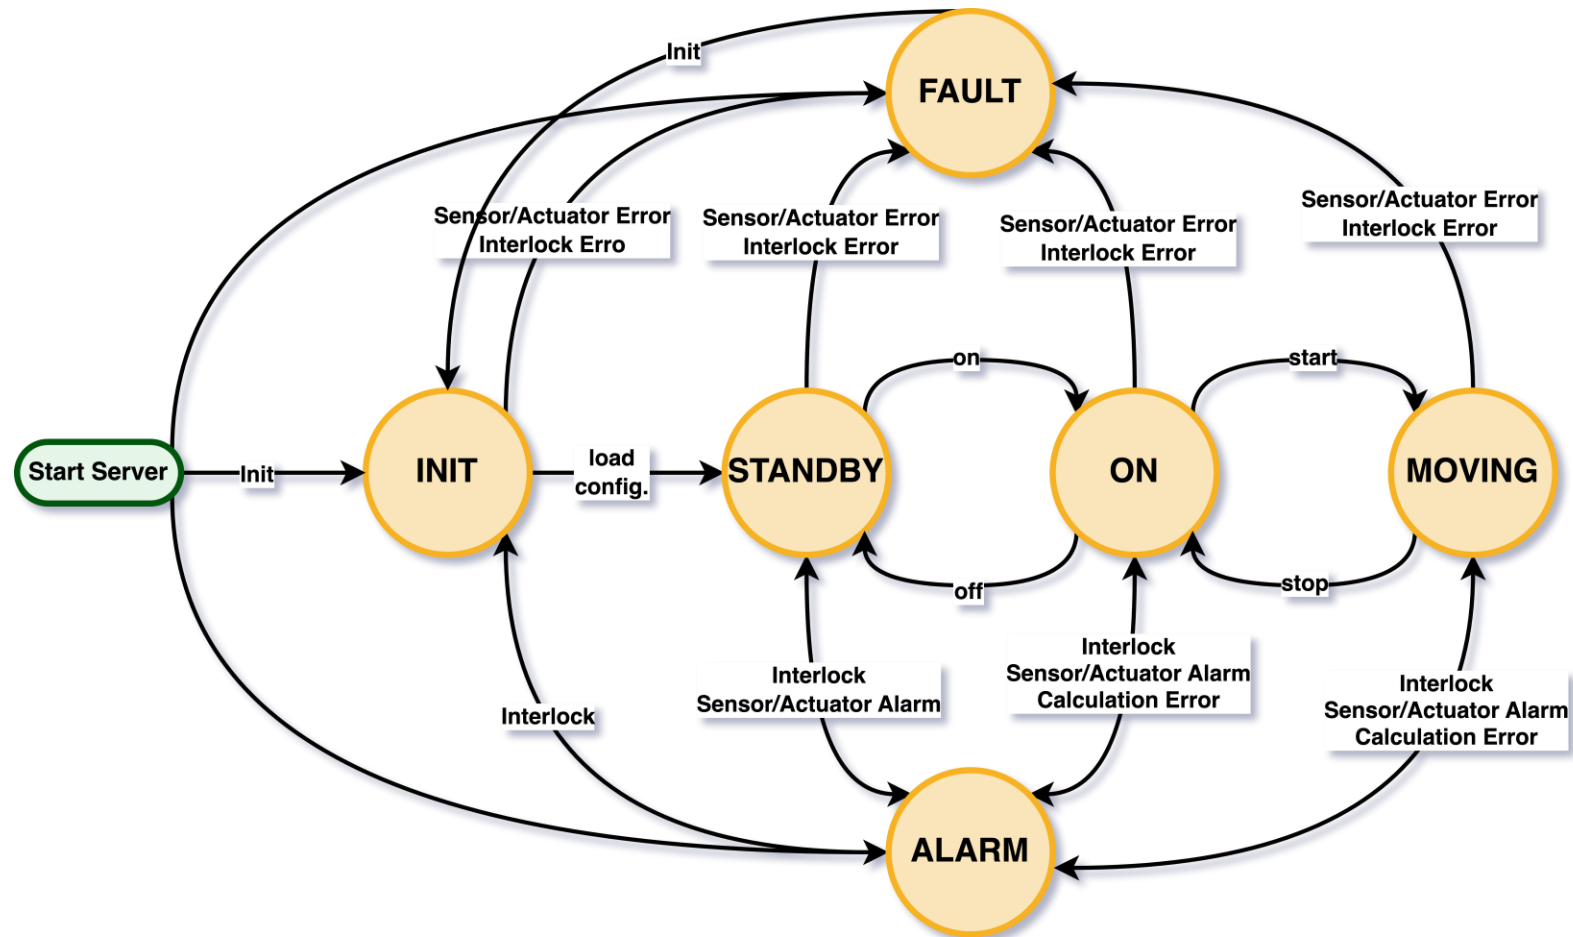 Init
FAULT
Sensor/Actuator Error
Interlock Erro
Sensor/Actuator Error
Interlock Error
Sensor/Actuator Error
Interlock Error
Sensor/Actuator Error
Interlock Error
on
start
Start Server
Init
INIT
load
config.
STANDBY
ON
MOVING
off
stop
Interlock
Interlock
Sensor/Actuator Alarm
Interlock
Sensor/Actuator Alarm
Calculation Error
Interlock
Sensor/Actuator Alarm
Calculation Error
ALARM